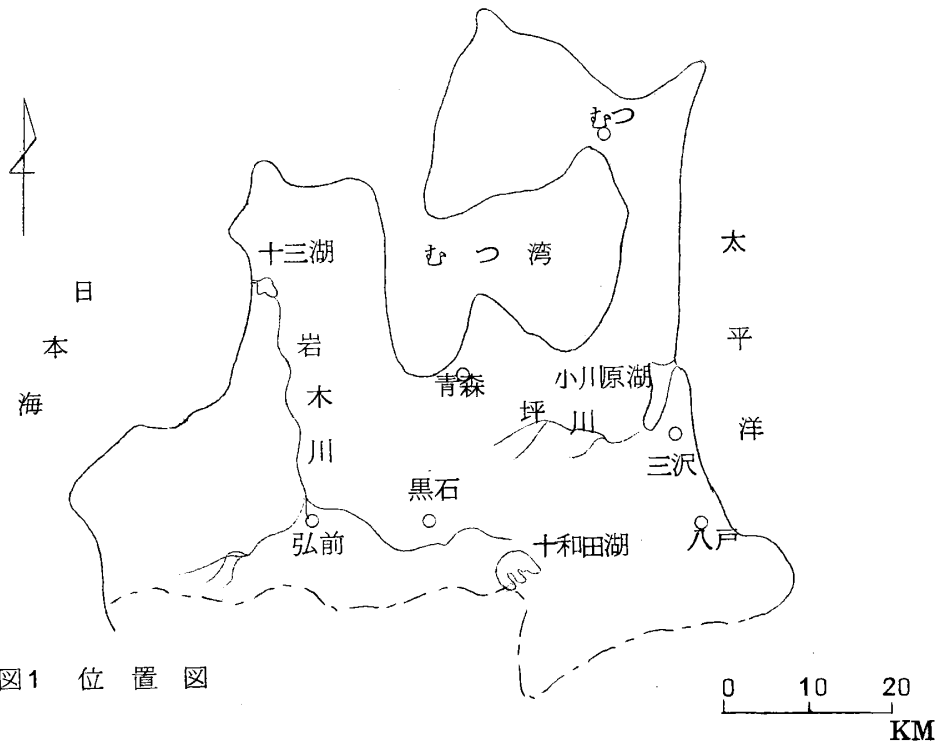 むつ
十三湖
むつ湾
太平洋
日本海
岩木川
青森
小川原湖
坪川
三沢
黒石
弘前
十和田湖
八戸
図1 位置図
0 10 20
KM